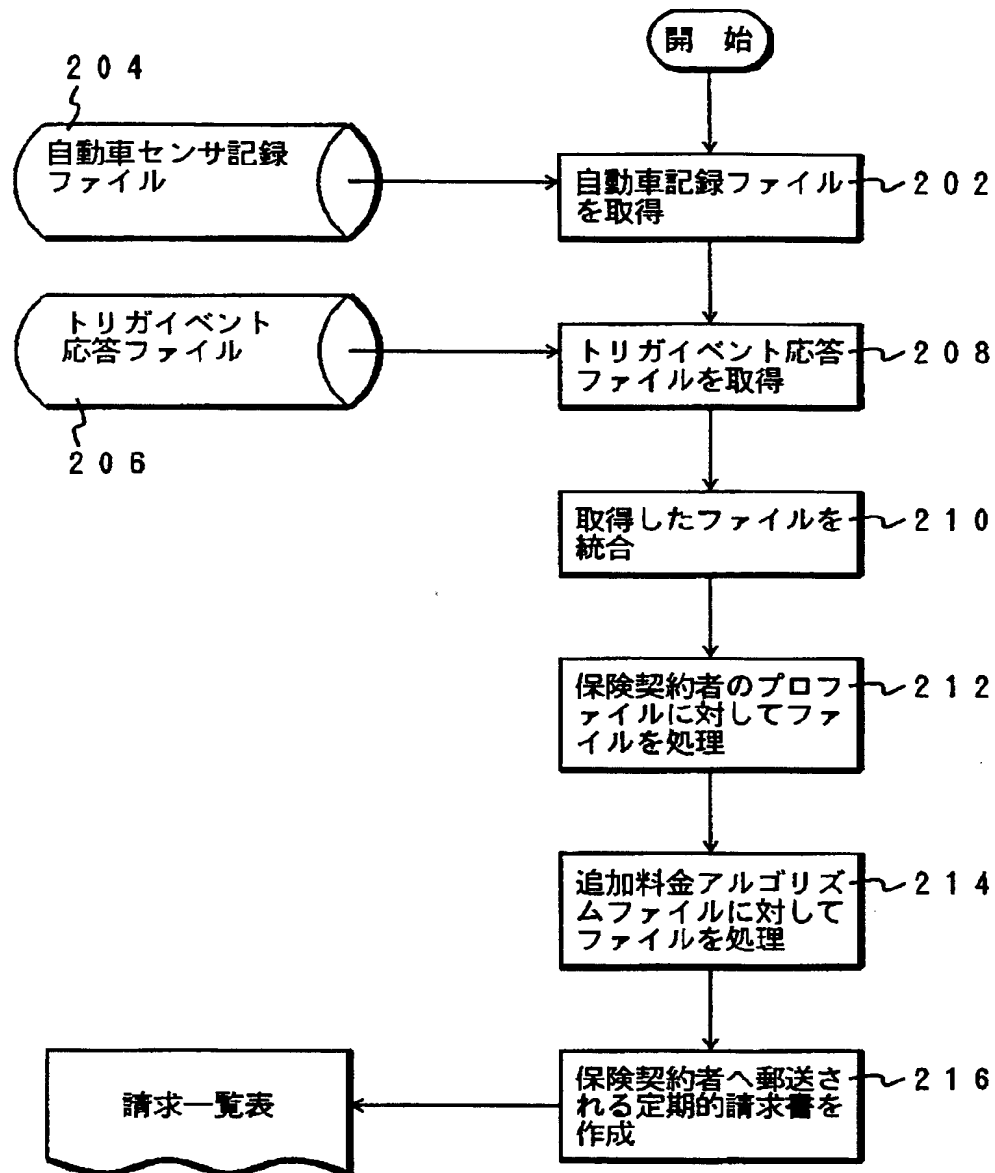 開 始
204
自動車センサ記録
ファイル
自動車記録ファイル
を取得
202
トリガイベント
応答ファイル
206
トリガイベント応答
ファイルを取得
208
取得したファイルを
統合
210
保険契約者のプロフ
ァイルに対してファ
イルを処理
212
追加料金アルゴリズ
ムファイルに対して
ファイルを処理
214
保険契約者へ郵送さ
れる定期的請求書を
作成
216
請求一覧表